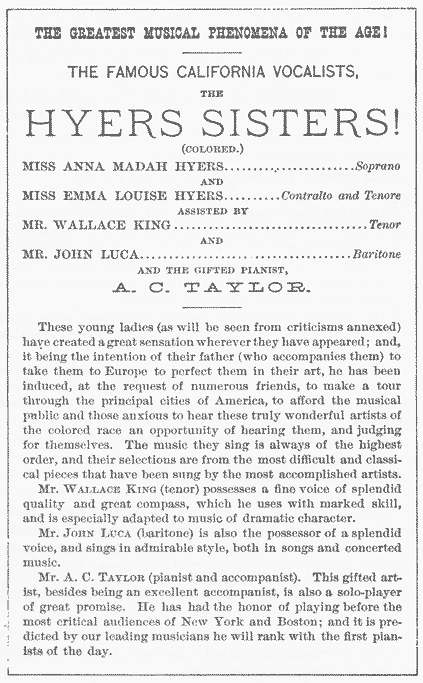 THE GREATEST MUSICAL PHENOMENA OF THE AGE!
THE FAMOUS CALIFORNIA VOCALISTS,
THE
HYERS SISTERS!
(COLORED.)
MISS ANNA MADAH HYERS........................Soprano
AND
MISS EMMA LOUISE HYERS..........Contralto and Tenore
ASSISTED BY
MR. WALLACE KING.................................Tenor
AND
MR. JOHN LUCA...................................Baritone
AND THE GIFTED PIANIST,
A. C. TAYLOR.
These young ladies (as will be seen from criticisms annexed)
have created a great sensation wherever they have appeared; and,
it being the intention of their father (who accompanies them) to
take them to Europe to perfect them in their art, he has been
induced, at the request of numerous friends, to make a tour
through the principal cities of America, to afford the musical
public and those anxious to hear these truly wonderful artists of
the colored race an opportunity of hearing them, and judging
for themselves. The music they sing is always of the highest
order, and their selections are from the most difficult and classi-
cal pieces that have been sung by the most accomplished artists.
Mr. WALLACE KING (tenor) possesses a fine voice of splendid
quality and great compass, which he uses with marked skill,
and is especially adapted to music of dramatic character.
Mr. JOHN LUCA (baritone) is also the possessor of a splendid
voice, and sings in admirable style, both in songs and concerted
music.
Mr. A. C. TAYLOR (pianist and accompanist). This gifted art-
ist, besides being an excellent accompanist, is also a solo-player
of great promise. He has had the honor of playing before the
most critical audiences of New York and Boston; and it is pre-
dicted by our leading musicians he will rank with the first pian-
ists of the day.